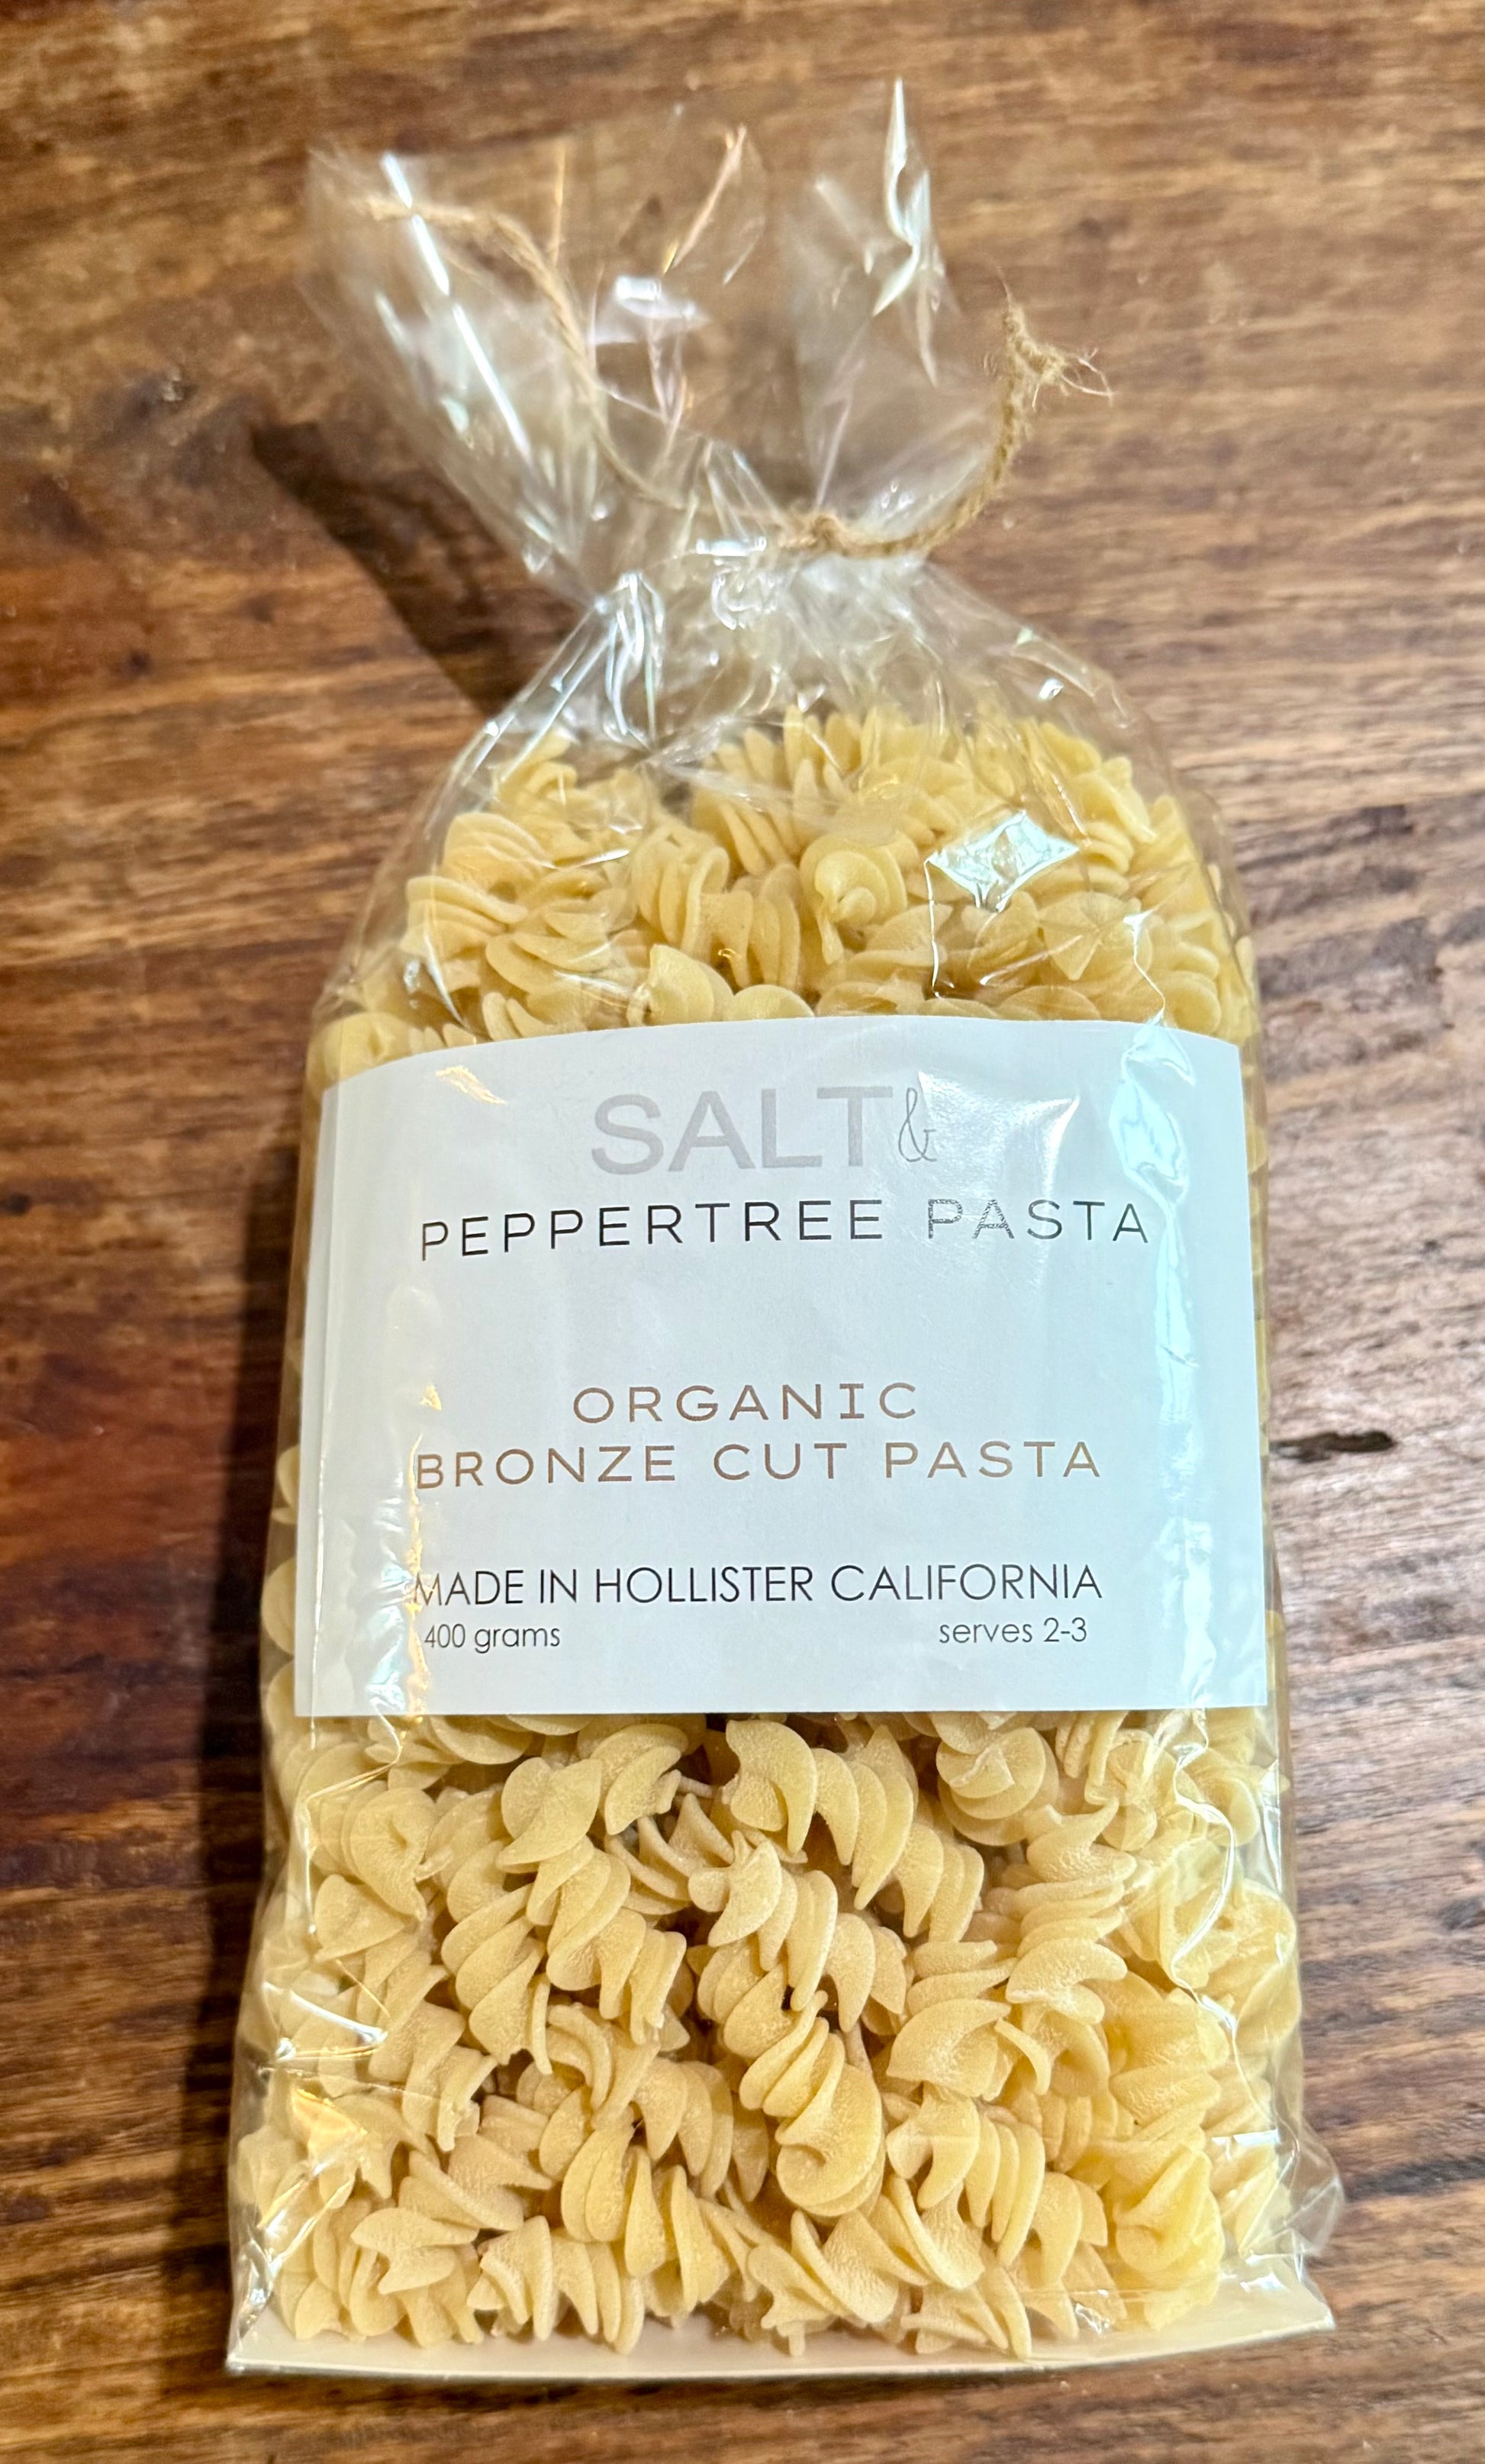 SALT&
PEPPERTREE PASTA
ORGANIC
BRONZE CUT PASTA
MADE IN HOLLISTER CALIFORNIA
400 grams serves 2-3